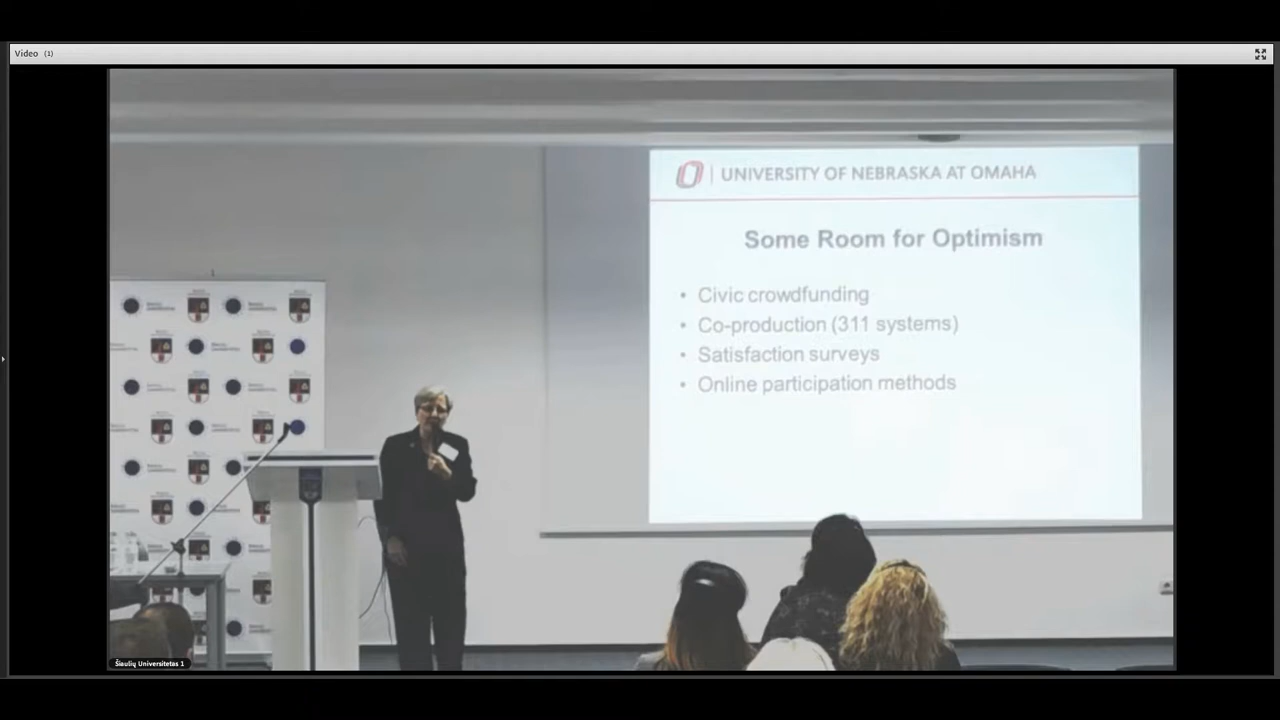 Video (1)
UNIVERSITY OF NEBRASKA AT OMAHA
Some Room for Optimism
• Civic crowdfunding
• Co-production (311 systems)
• Satisfaction surveys
• Online participation methods
Šiaulių Universitetas 1